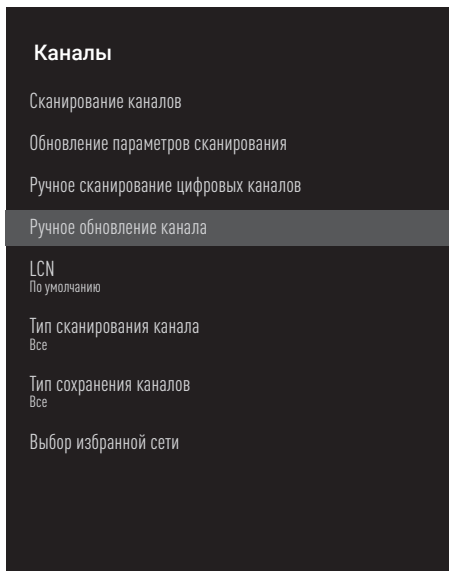 Каналы
Сканирование каналов
Обновление параметров сканирования
Ручное сканирование цифровых каналов
Ручное обновление канала
LCN
По умолчанию
Тип сканирования канала
Все
Тип сохранения каналов
Все
Выбор избранной сети